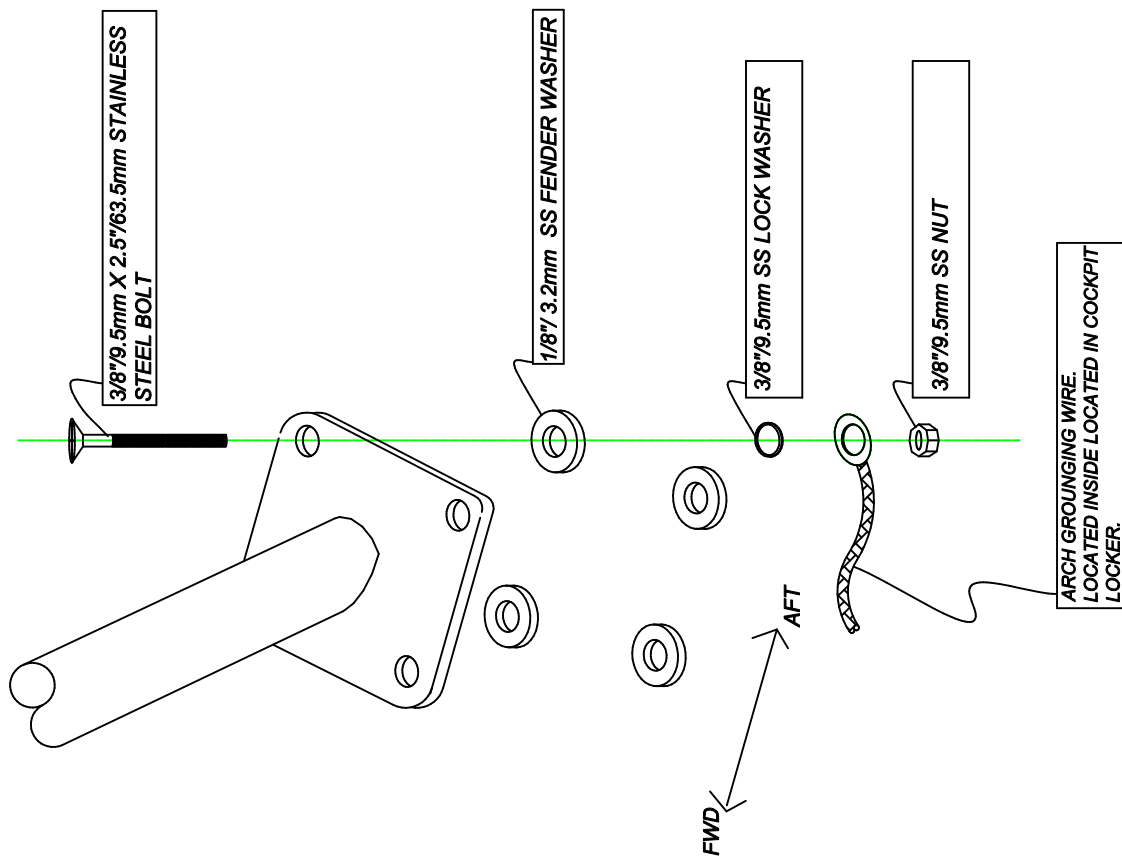 3/8"/9.5mm X 2.5"/63.5mm STAINLESS
STEEL BOLT
1/8"/ 3.2mm  SS FENDER WASHER
3/8"/9.5mm SS LOCK WASHER
3/8"/9.5mm SS NUT
ARCH GROUNGING WIRE.
LOCATED INSIDE LOCATED IN COCKPIT
LOCKER.
AFT
FWD